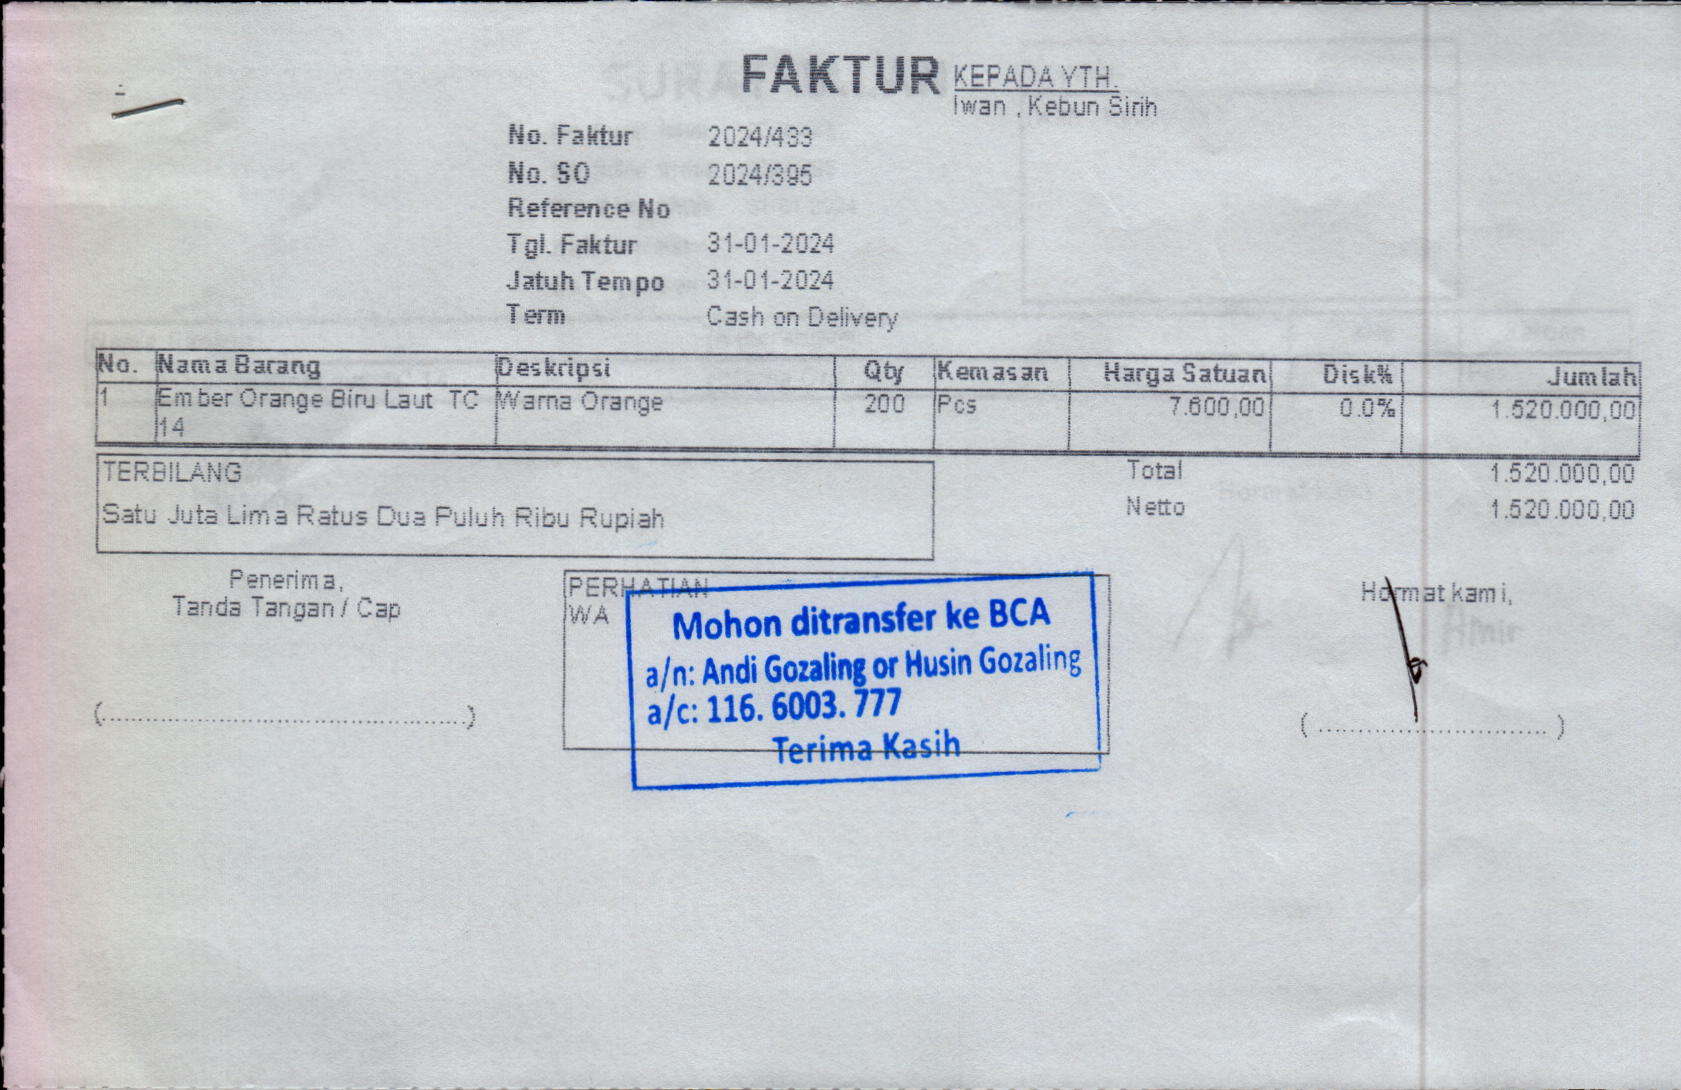 FAKTUR
KEPADA YTH.
Iwan , Kebun Sirih
No. Faktur 2024/433
No. SO 2024/395
Reference No
Tgl. Faktur 31-01-2024
Jatuh Tempo 31-01-2024
Term Cash on Delivery
No. Nama Barang Deskripsi Qty Kemasan Harga Satuan Disk% Jumlah
1 Ember Orange Biru Laut TC Warna Orange 200 Pcs 7.600,00 0.0% 1.520.000,00
14
TERBILANG
Satu Juta Lima Ratus Dua Puluh Ribu Rupiah
Total 1.520.000,00
Netto 1.520.000,00
Penerima,
Tanda Tangan / Cap
(..........................................)
PERHATIAN
WA
Mohon ditransfer ke BCA
a/n: Andi Gozaling or Husin Gozaling
a/c: 116. 6003. 777
Terima Kasih
Hormat kami,
Amir
( ........................... )